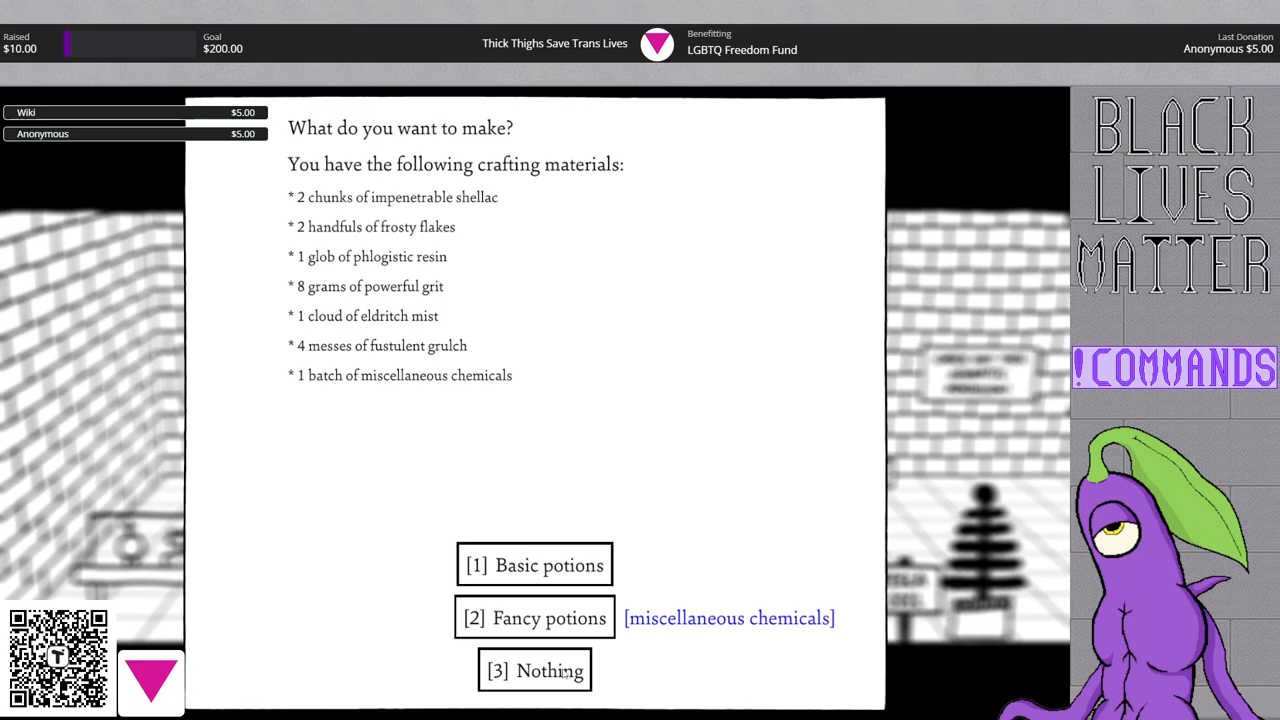 Raised
$10.00
Goal
$200.00
Thick Thighs Save Trans Lives
Benefitting
LGBTQ Freedom Fund
Last Donation
Anonymous $5.00
Wiki $5.00
Anonymous $5.00
What do you want to make?
You have the following crafting materials:
* 2 chunks of impenetrable shellac
* 2 handfuls of frosty flakes
* 1 glob of phlogistic resin
* 8 grams of powerful grit
* 1 cloud of eldritch mist
* 4 messes of fustulent grulch
* 1 batch of miscellaneous chemicals
[1] Basic potions
[2] Fancy potions [miscellaneous chemicals]
[3] Nothing
BLACK
LIVES
MATTER
!COMMANDS